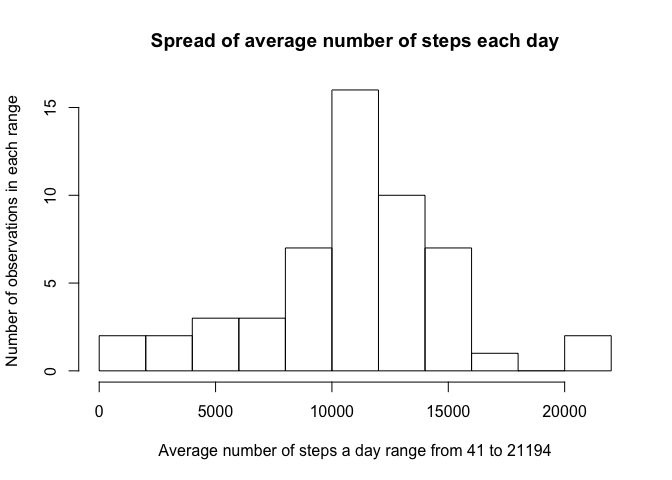 Spread of average number of steps each day
Number of observations in each range
15
10
5
0
0 5000 10000 15000 20000
Average number of steps a day range from 41 to 21194